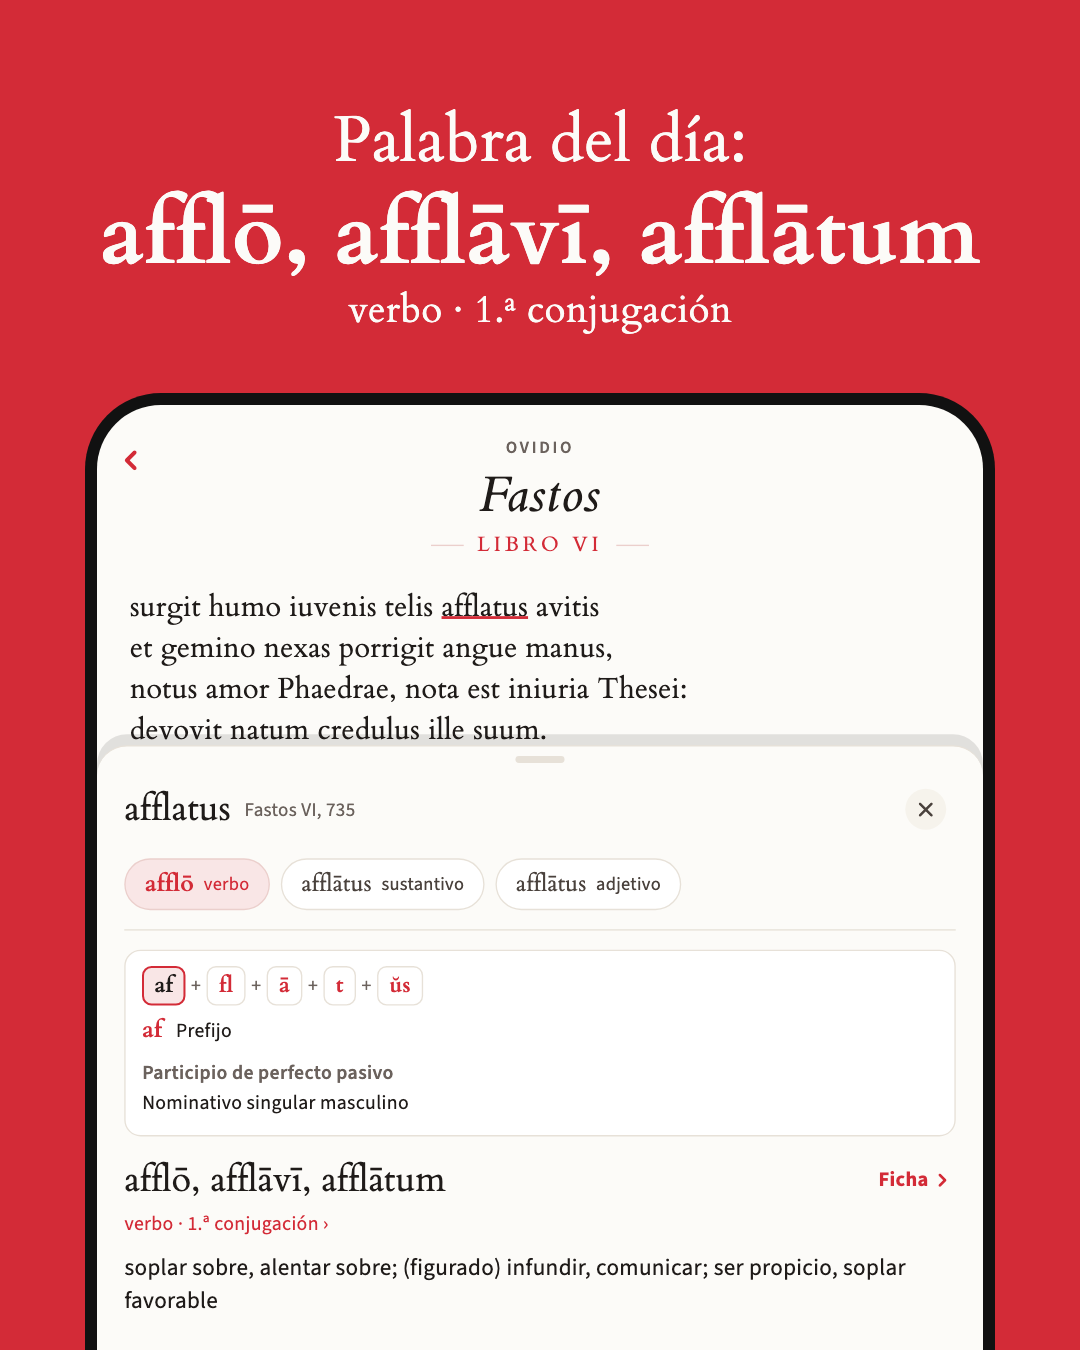 Palabra del día:
afflō, afflāvī, afflātum
verbo · 1.ª conjugación
OVIDIO
Fastos
LIBRO VI
surgit humo iuvenis telis afflatus avitis
et gemino nexas porrigit angue manus,
notus amor Phaedrae, nota est iniuria Thesei:
devovit natum credulus ille suum.
afflatus Fastos VI, 735
afflō verbo afflātus sustantivo afflātus adjetivo
af + fl + ā + t + ŭs
af Prefijo
Participio de perfecto pasivo
Nominativo singular masculino
afflō, afflāvī, afflātum
Ficha ›
verbo · 1.ª conjugación ›
soplar sobre, alentar sobre; (figurado) infundir, comunicar; ser propicio, soplar
favorable